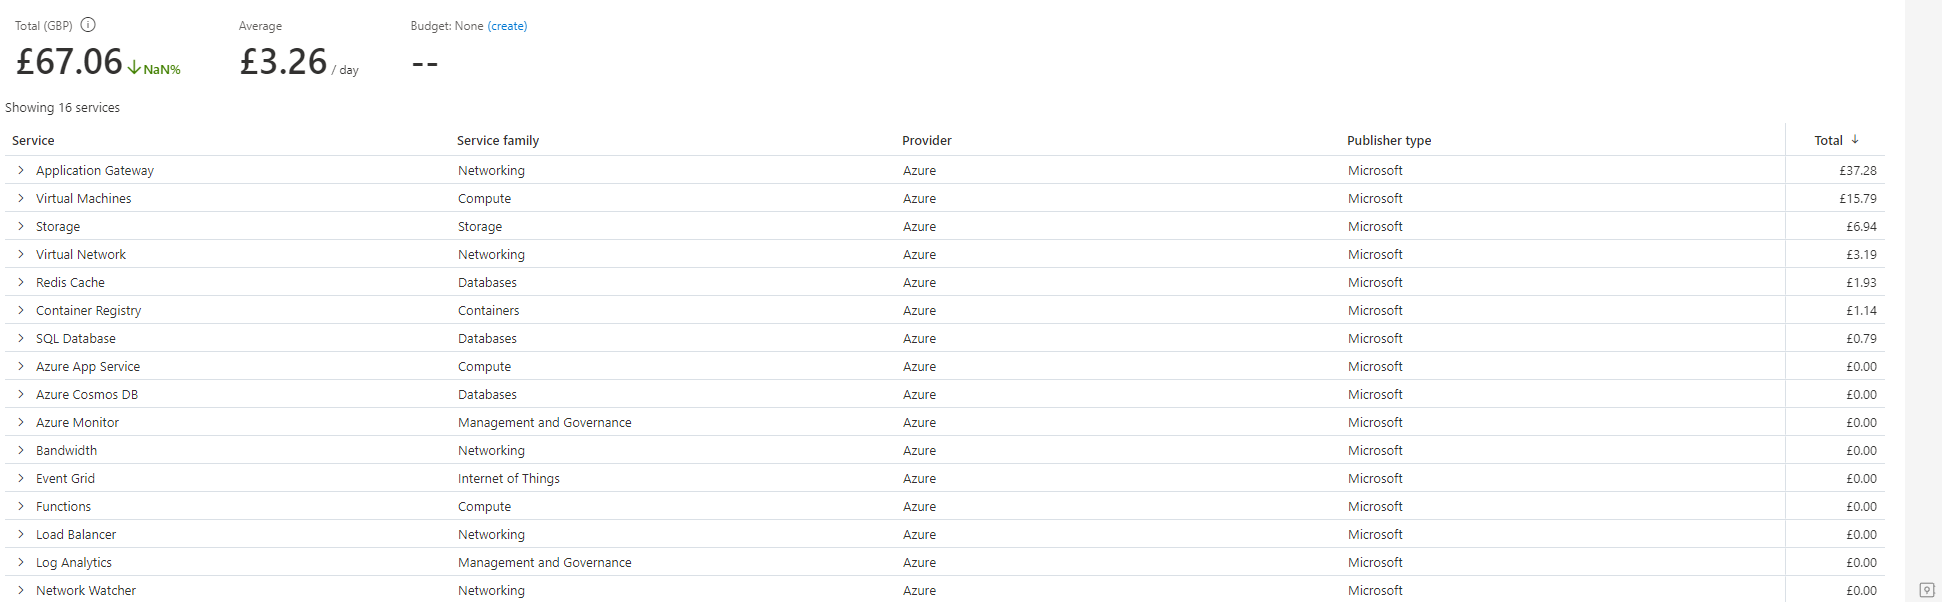 Total (GBP) Average Budget: None (create)
£67.06 ↓ NaN% £3.26 / day --
Showing 16 services
Service Service family Provider Publisher type Total ↓
Application Gateway Networking Azure Microsoft £37.28
Virtual Machines Compute Azure Microsoft £15.79
Storage Storage Azure Microsoft £6.94
Virtual Network Networking Azure Microsoft £3.19
Redis Cache Databases Azure Microsoft £1.93
Container Registry Containers Azure Microsoft £1.14
SQL Database Databases Azure Microsoft £0.79
Azure App Service Compute Azure Microsoft £0.00
Azure Cosmos DB Databases Azure Microsoft £0.00
Azure Monitor Management and Governance Azure Microsoft £0.00
Bandwidth Networking Azure Microsoft £0.00
Event Grid Internet of Things Azure Microsoft £0.00
Functions Compute Azure Microsoft £0.00
Load Balancer Networking Azure Microsoft £0.00
Log Analytics Management and Governance Azure Microsoft £0.00
Network Watcher Networking Azure Microsoft £0.00